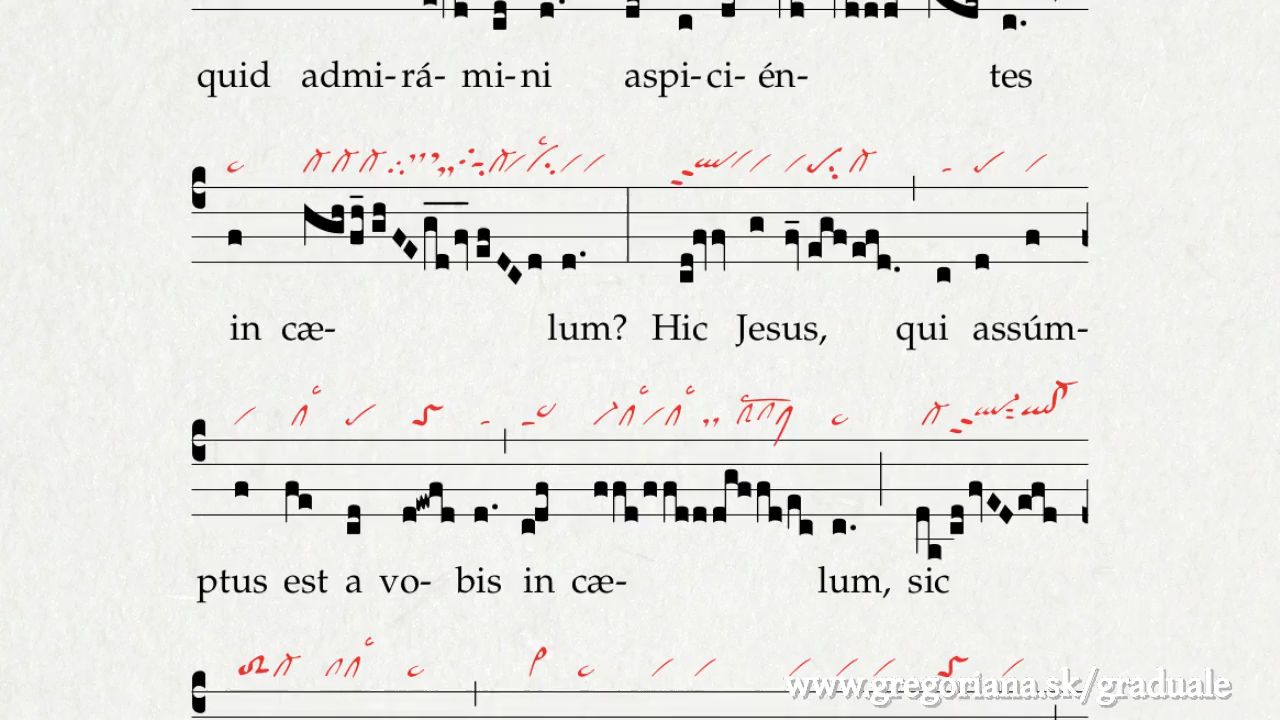 quid admi-rá- mi-ni aspi-ci- én- tes
in cæ- lum? Hic Jesus, qui assúm-
ptus est a vo- bis in cæ- lum, sic
www.gregoriana.sk/graduale